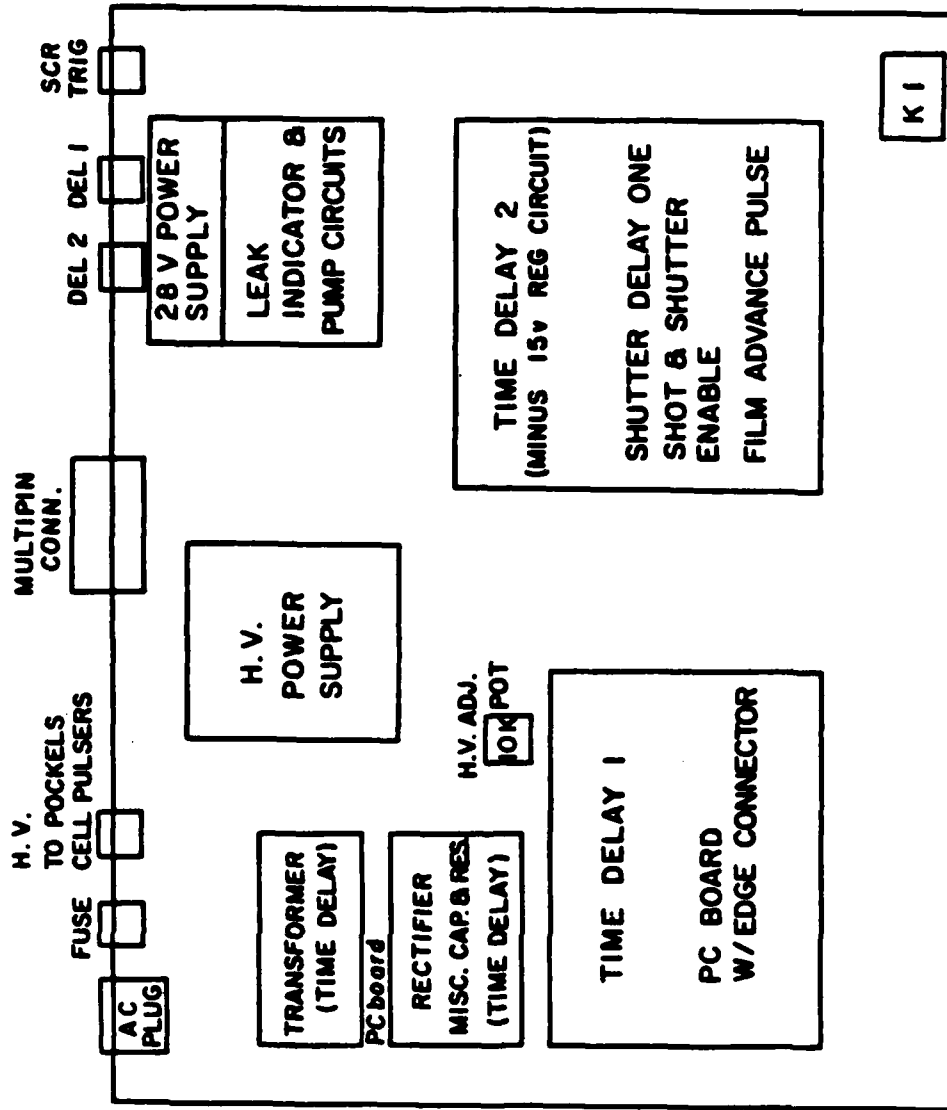 AC
PLUG
FUSE
H.V.
TO POCKELS
CELL PULSERS
MULTIPIN
CONN.
DEL 2
DEL 1
SCR
TRIG
TRANSFORMER
(TIME DELAY)
PC board
RECTIFIER
MISC. CAP. & RES.
(TIME DELAY)
H.V.
POWER
SUPPLY
28 V POWER
SUPPLY
LEAK
INDICATOR &
PUMP CIRCUITS
H.V. ADJ.
10K POT
TIME DELAY 1
PC BOARD
W/EDGE CONNECTOR
TIME DELAY 2
(MINUS 15v REG CIRCUIT)
SHUTTER DELAY ONE
SHOT & SHUTTER
ENABLE
FILM ADVANCE PULSE
K 1